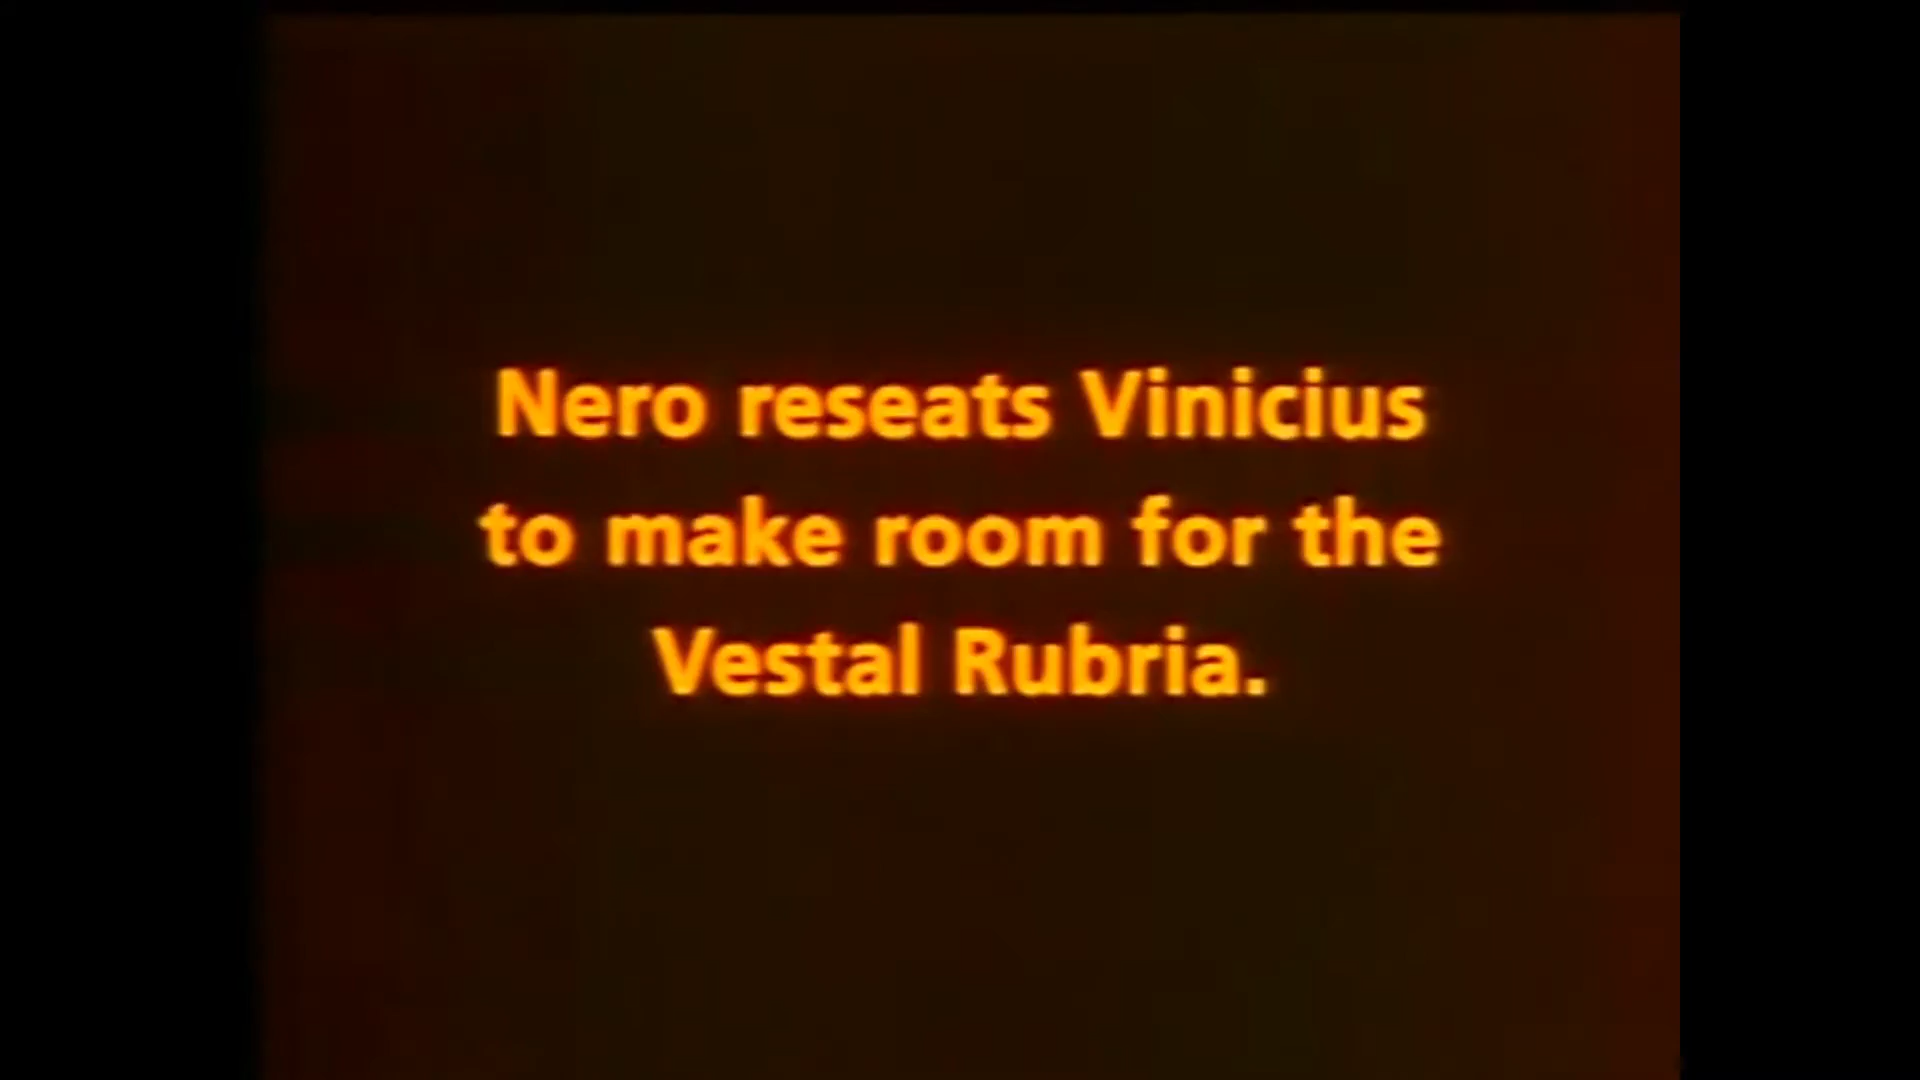 Nero reseats Vinicius
to make room for the
Vestal Rubria.